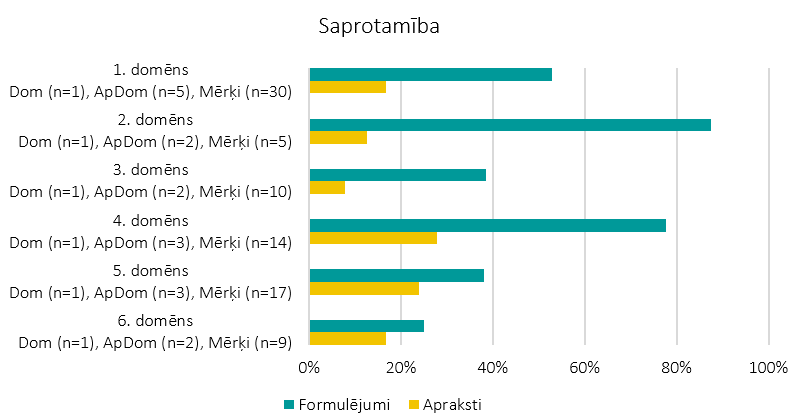 Saprotamība
1. domēns
Dom (n=1), ApDom (n=5), Mērķi (n=30)
2. domēns
Dom (n=1), ApDom (n=2), Mērķi (n=5)
3. domēns
Dom (n=1), ApDom (n=2), Mērķi (n=10)
4. domēns
Dom (n=1), ApDom (n=3), Mērķi (n=14)
5. domēns
Dom (n=1), ApDom (n=3), Mērķi (n=17)
6. domēns
Dom (n=1), ApDom (n=2), Mērķi (n=9)
0% 20% 40% 60% 80% 100%
Formulējumi Apraksti